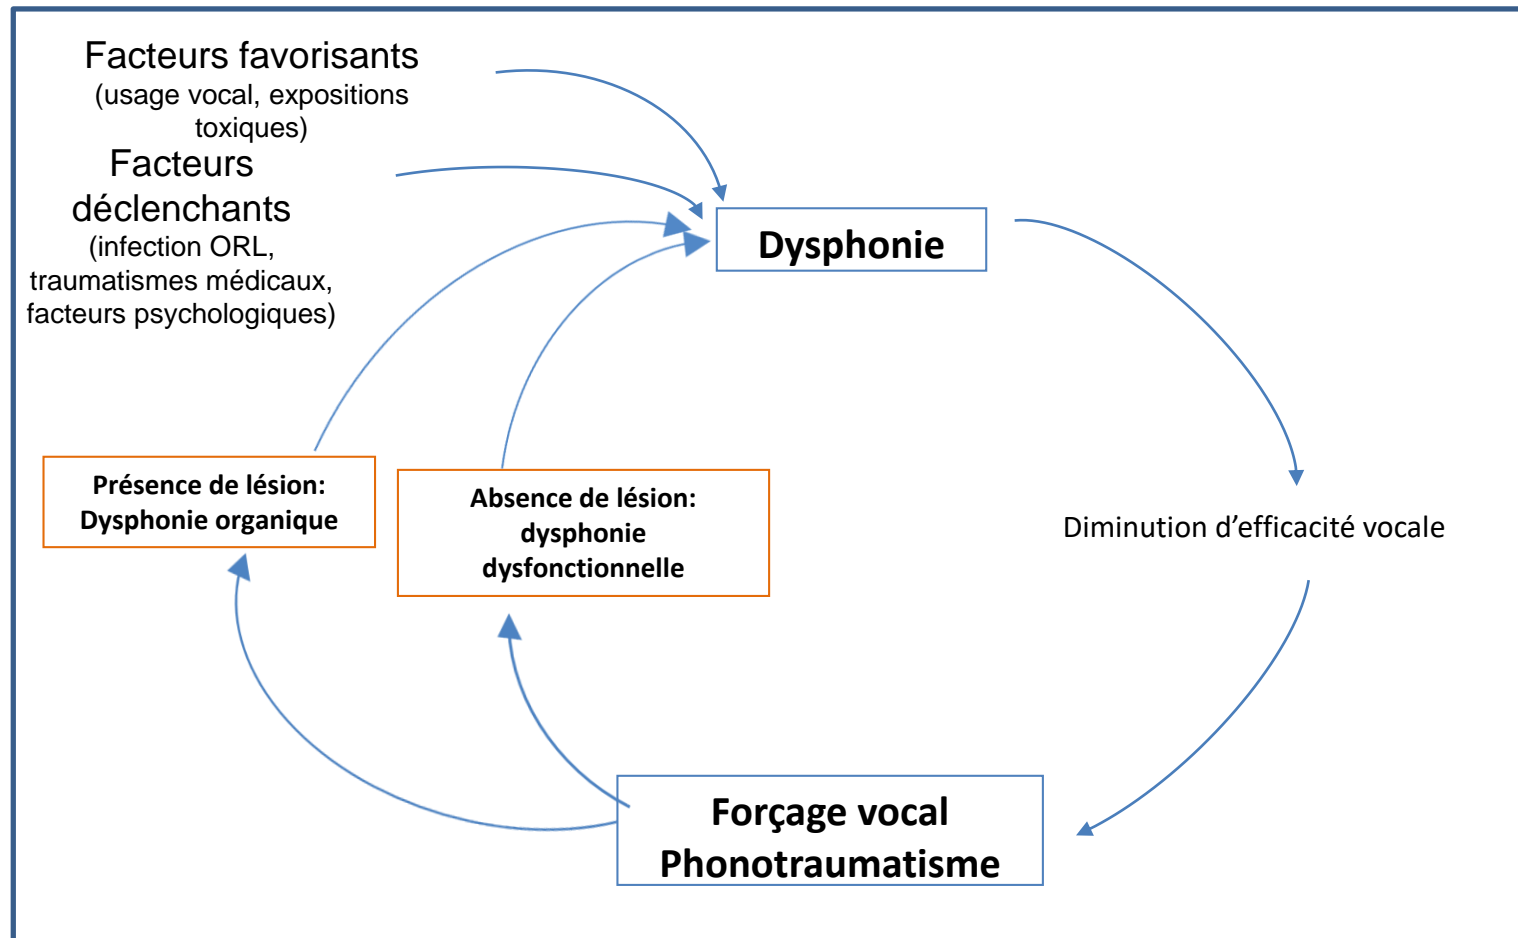 Facteurs favorisants
(usage vocal, expositions
toxiques)
Facteurs
déclenchants
(infection ORL,
traumatismes médicaux,
facteurs psychologiques)
Dysphonie
Présence de lésion:
Dysphonie organique
Absence de lésion:
dysphonie
dysfonctionnelle
Diminution d’efficacité vocale
Forçage vocal
Phonotraumatisme